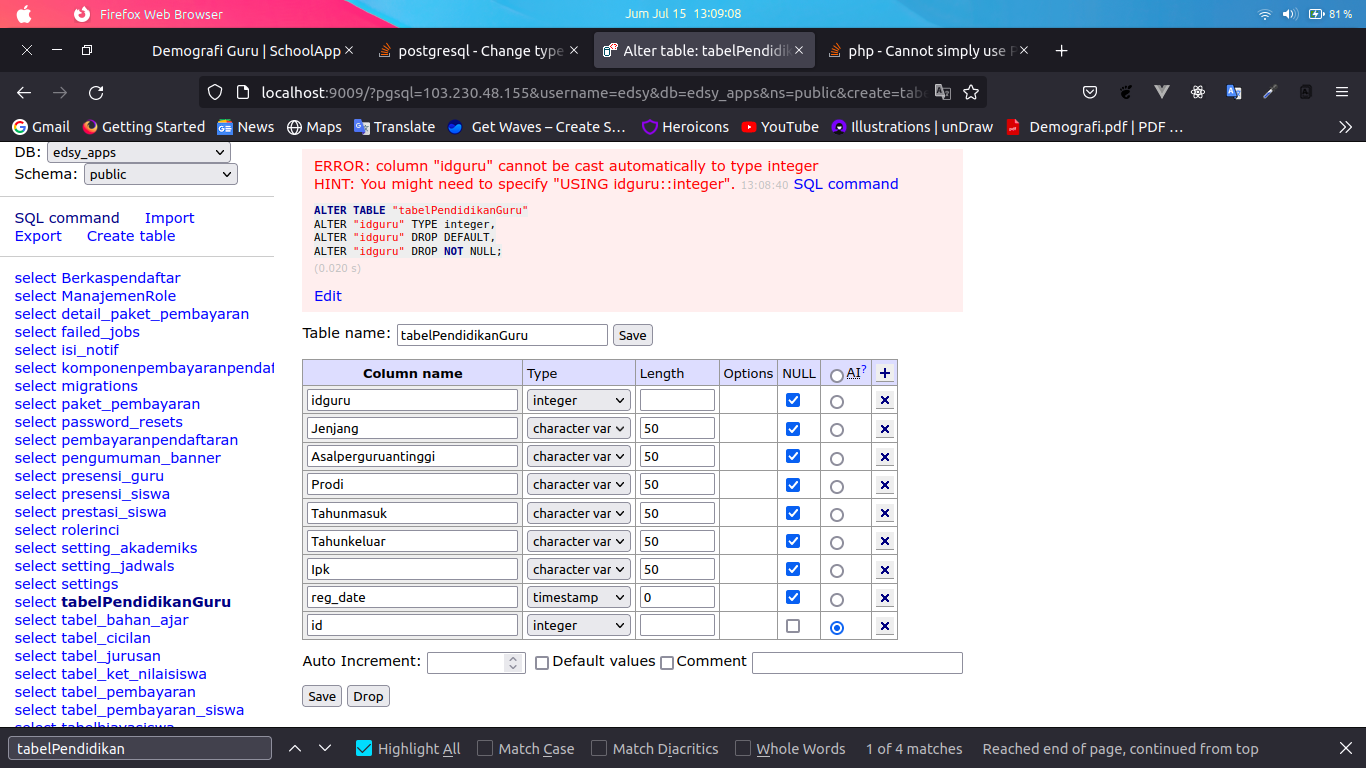 Firefox Web Browser
Jum Jul 15 13:09:08
81 %
Demografi Guru | SchoolApp
postgresql - Change type
Alter table: tabelPendidik
php - Cannot simply use P
localhost:9009/?pgsql=103.230.48.155&username=edsy&db=edsy_apps&ns=public&create=tabe
Gmail
Getting Started
News
Maps
Translate
Get Waves – Create S…
Heroicons
YouTube
Illustrations | unDraw
Demografi.pdf | PDF …
DB: edsy_apps
Schema: public
SQL command Import
Export Create table
select Berkaspendaftar
select ManajemenRole
select detail_paket_pembayaran
select failed_jobs
select isi_notif
select komponenpembayaranpendaf
select migrations
select paket_pembayaran
select password_resets
select pembayaranpendaftaran
select pengumuman_banner
select presensi_guru
select presensi_siswa
select prestasi_siswa
select rolerinci
select setting_akademiks
select setting_jadwals
select settings
select tabelPendidikanGuru
select tabel_bahan_ajar
select tabel_cicilan
select tabel_jurusan
select tabel_ket_nilaisiswa
select tabel_pembayaran
select tabel_pembayaran_siswa
select tabelbiayasiswa
ERROR: column "idguru" cannot be cast automatically to type integer
HINT: You might need to specify "USING idguru::integer". 13:08:40 SQL command
ALTER TABLE "tabelPendidikanGuru"
ALTER "idguru" TYPE integer,
ALTER "idguru" DROP DEFAULT,
ALTER "idguru" DROP NOT NULL;
(0.020 s)
Edit
Table name: tabelPendidikanGuru Save
Column name Type Length Options NULL AI? +
idguru integer
Jenjang character var 50
Asalperguruantinggi character var 50
Prodi character var 50
Tahunmasuk character var 50
Tahunkeluar character var 50
Ipk character var 50
reg_date timestamp 0
id integer
Auto Increment: Default values Comment
Save Drop
tabelPendidikan Highlight All Match Case Match Diacritics Whole Words 1 of 4 matches Reached end of page, continued from top